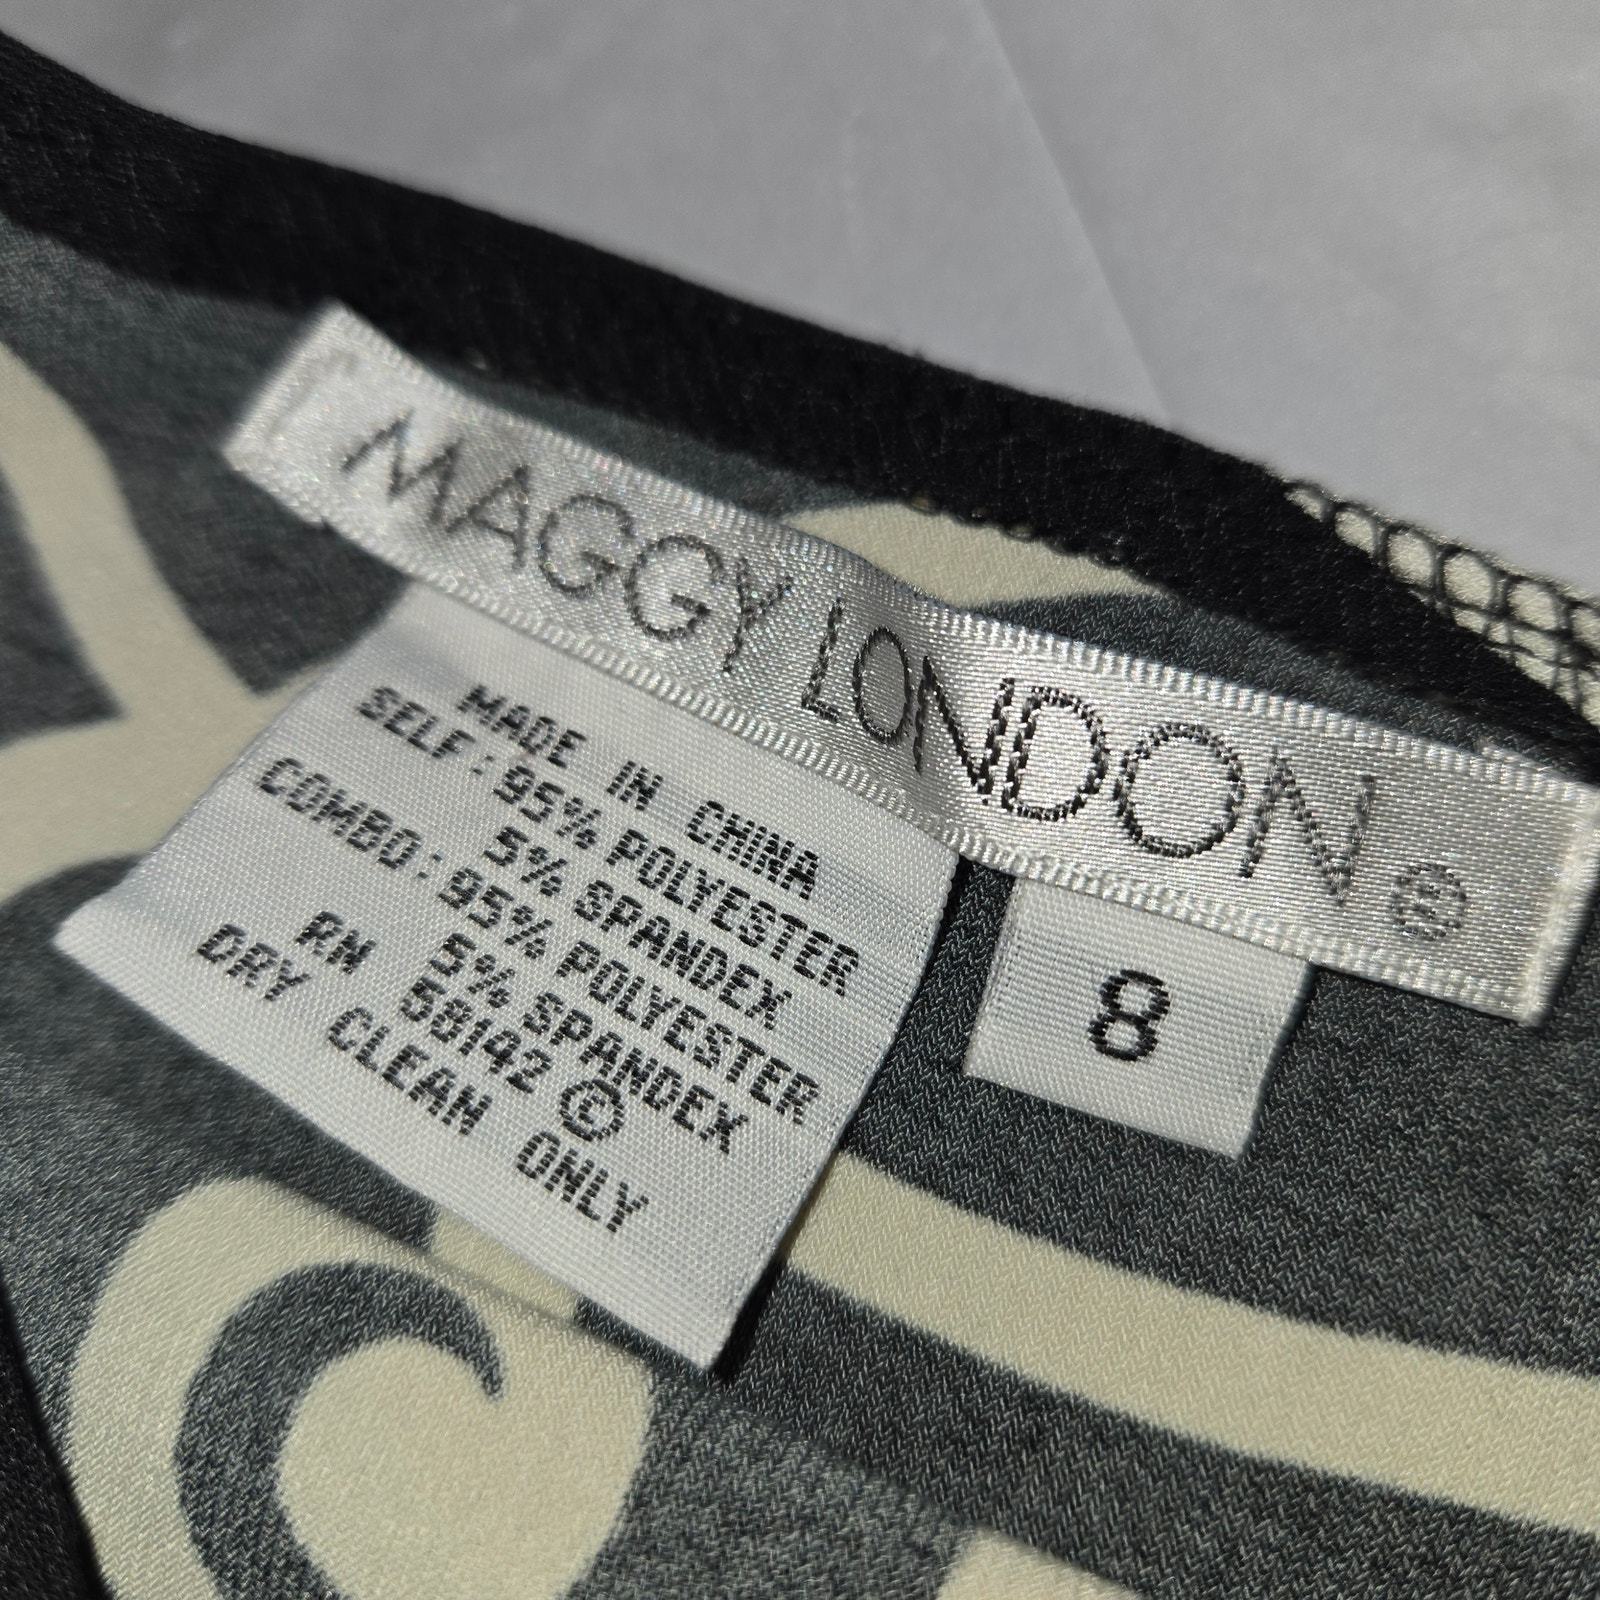 MAGGY LONDON ®
MADE IN CHINA
SELF: 95% POLYESTER
5% SPANDEX
COMBO: 95% POLYESTER
5% SPANDEX
RN 58142 ©
DRY CLEAN ONLY
8